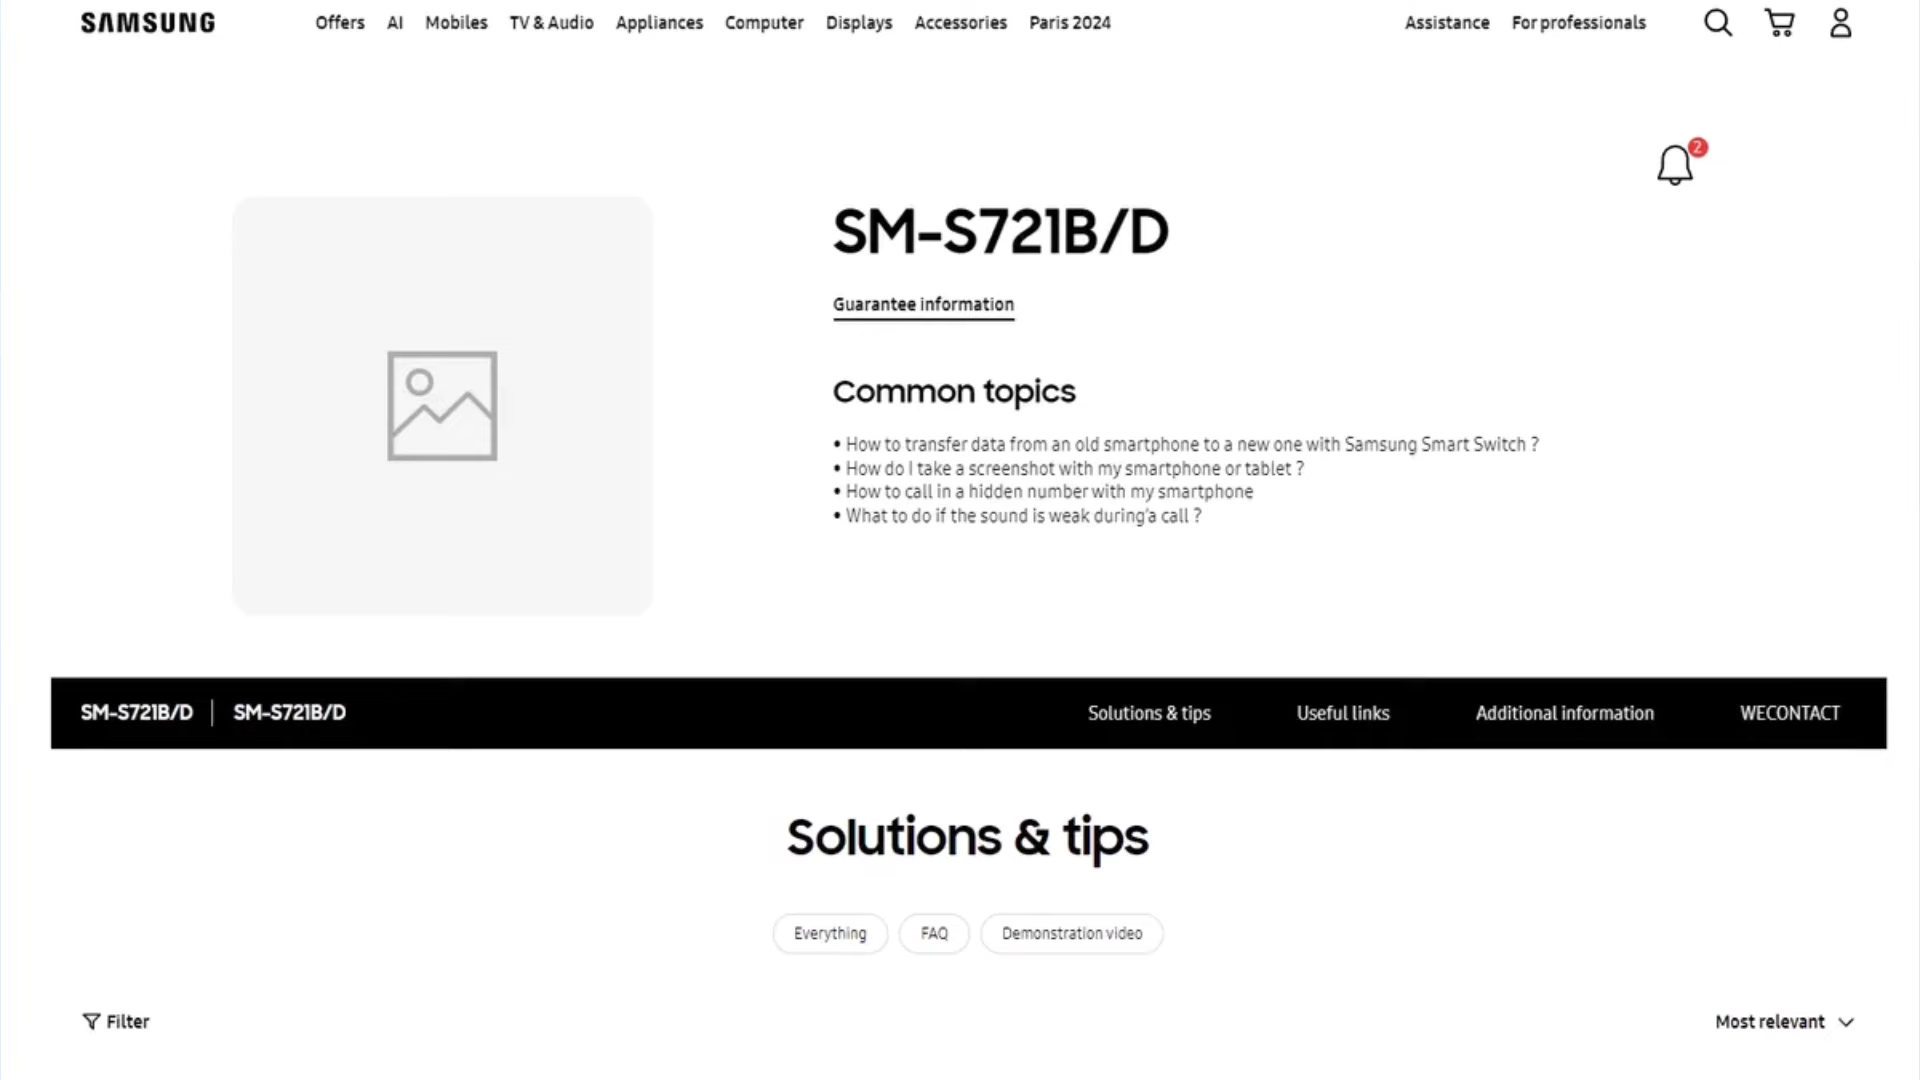 SAMSUNG Offers AI Mobiles TV & Audio Appliances Computer Displays Accessories Paris 2024 Assistance For professionals
2
SM-S721B/D
Guarantee information
Common topics
• How to transfer data from an old smartphone to a new one with Samsung Smart Switch ?
• How do I take a screenshot with my smartphone or tablet ?
• How to call in a hidden number with my smartphone
• What to do if the sound is weak during'a call ?
SM-S721B/D | SM-S721B/D Solutions & tips Useful links Additional information WECONTACT
Solutions & tips
Everything FAQ Demonstration video
Filter Most relevant